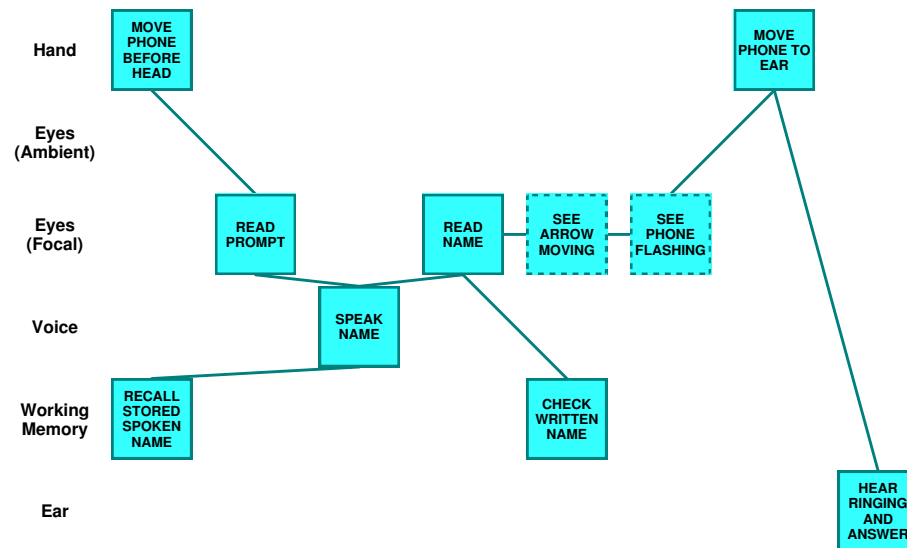 Hand
MOVE
PHONE
BEFORE
HEAD
MOVE
PHONE TO
EAR
Eyes
(Ambient)
Eyes
(Focal)
READ
PROMPT
READ
NAME
SEE
ARROW
MOVING
SEE
PHONE
FLASHING
Voice
SPEAK
NAME
Working
Memory
RECALL
STORED
SPOKEN
NAME
CHECK
WRITTEN
NAME
Ear
HEAR
RINGING
AND
ANSWER